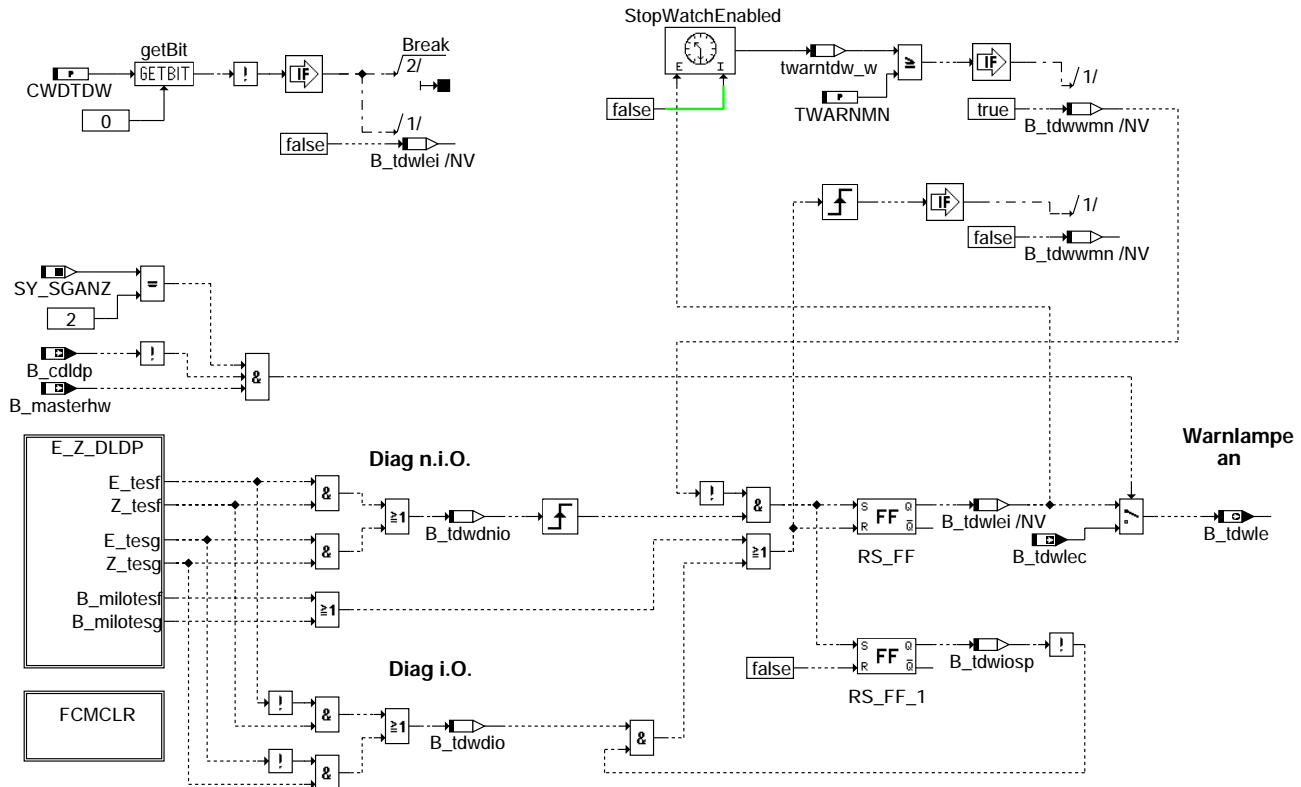 StopWatchEnabled
getBit
Break
GETBIT
!
IF
2/
E I
twarntdw_w
≥
IF
1/
P
CWDTDW
0
false
P
TWARNMN
true
B_tdwwmn /NV
1/
false
B_tdwlei /NV
IF
1/
false
B_tdwwmn /NV
SY_SGANZ
=
2
B_cdldp
!
&
B_masterhw
E_Z_DLDP
Warnlampe
an
Diag n.i.O.
E_tesf
Z_tesf
&
≥1
B_tdwdnio
!
&
S FF Q
R Q
B_tdwlei /NV
B_tdwle
E_tesg
Z_tesg
&
≥1
RS_FF
B_tdwlec
B_milotesf
B_milotesg
≥1
Diag i.O.
false
S FF Q
R Q
B_tdwiosp
!
RS_FF_1
FCMCLR
!
&
≥1
B_tdwdio
&
!
&